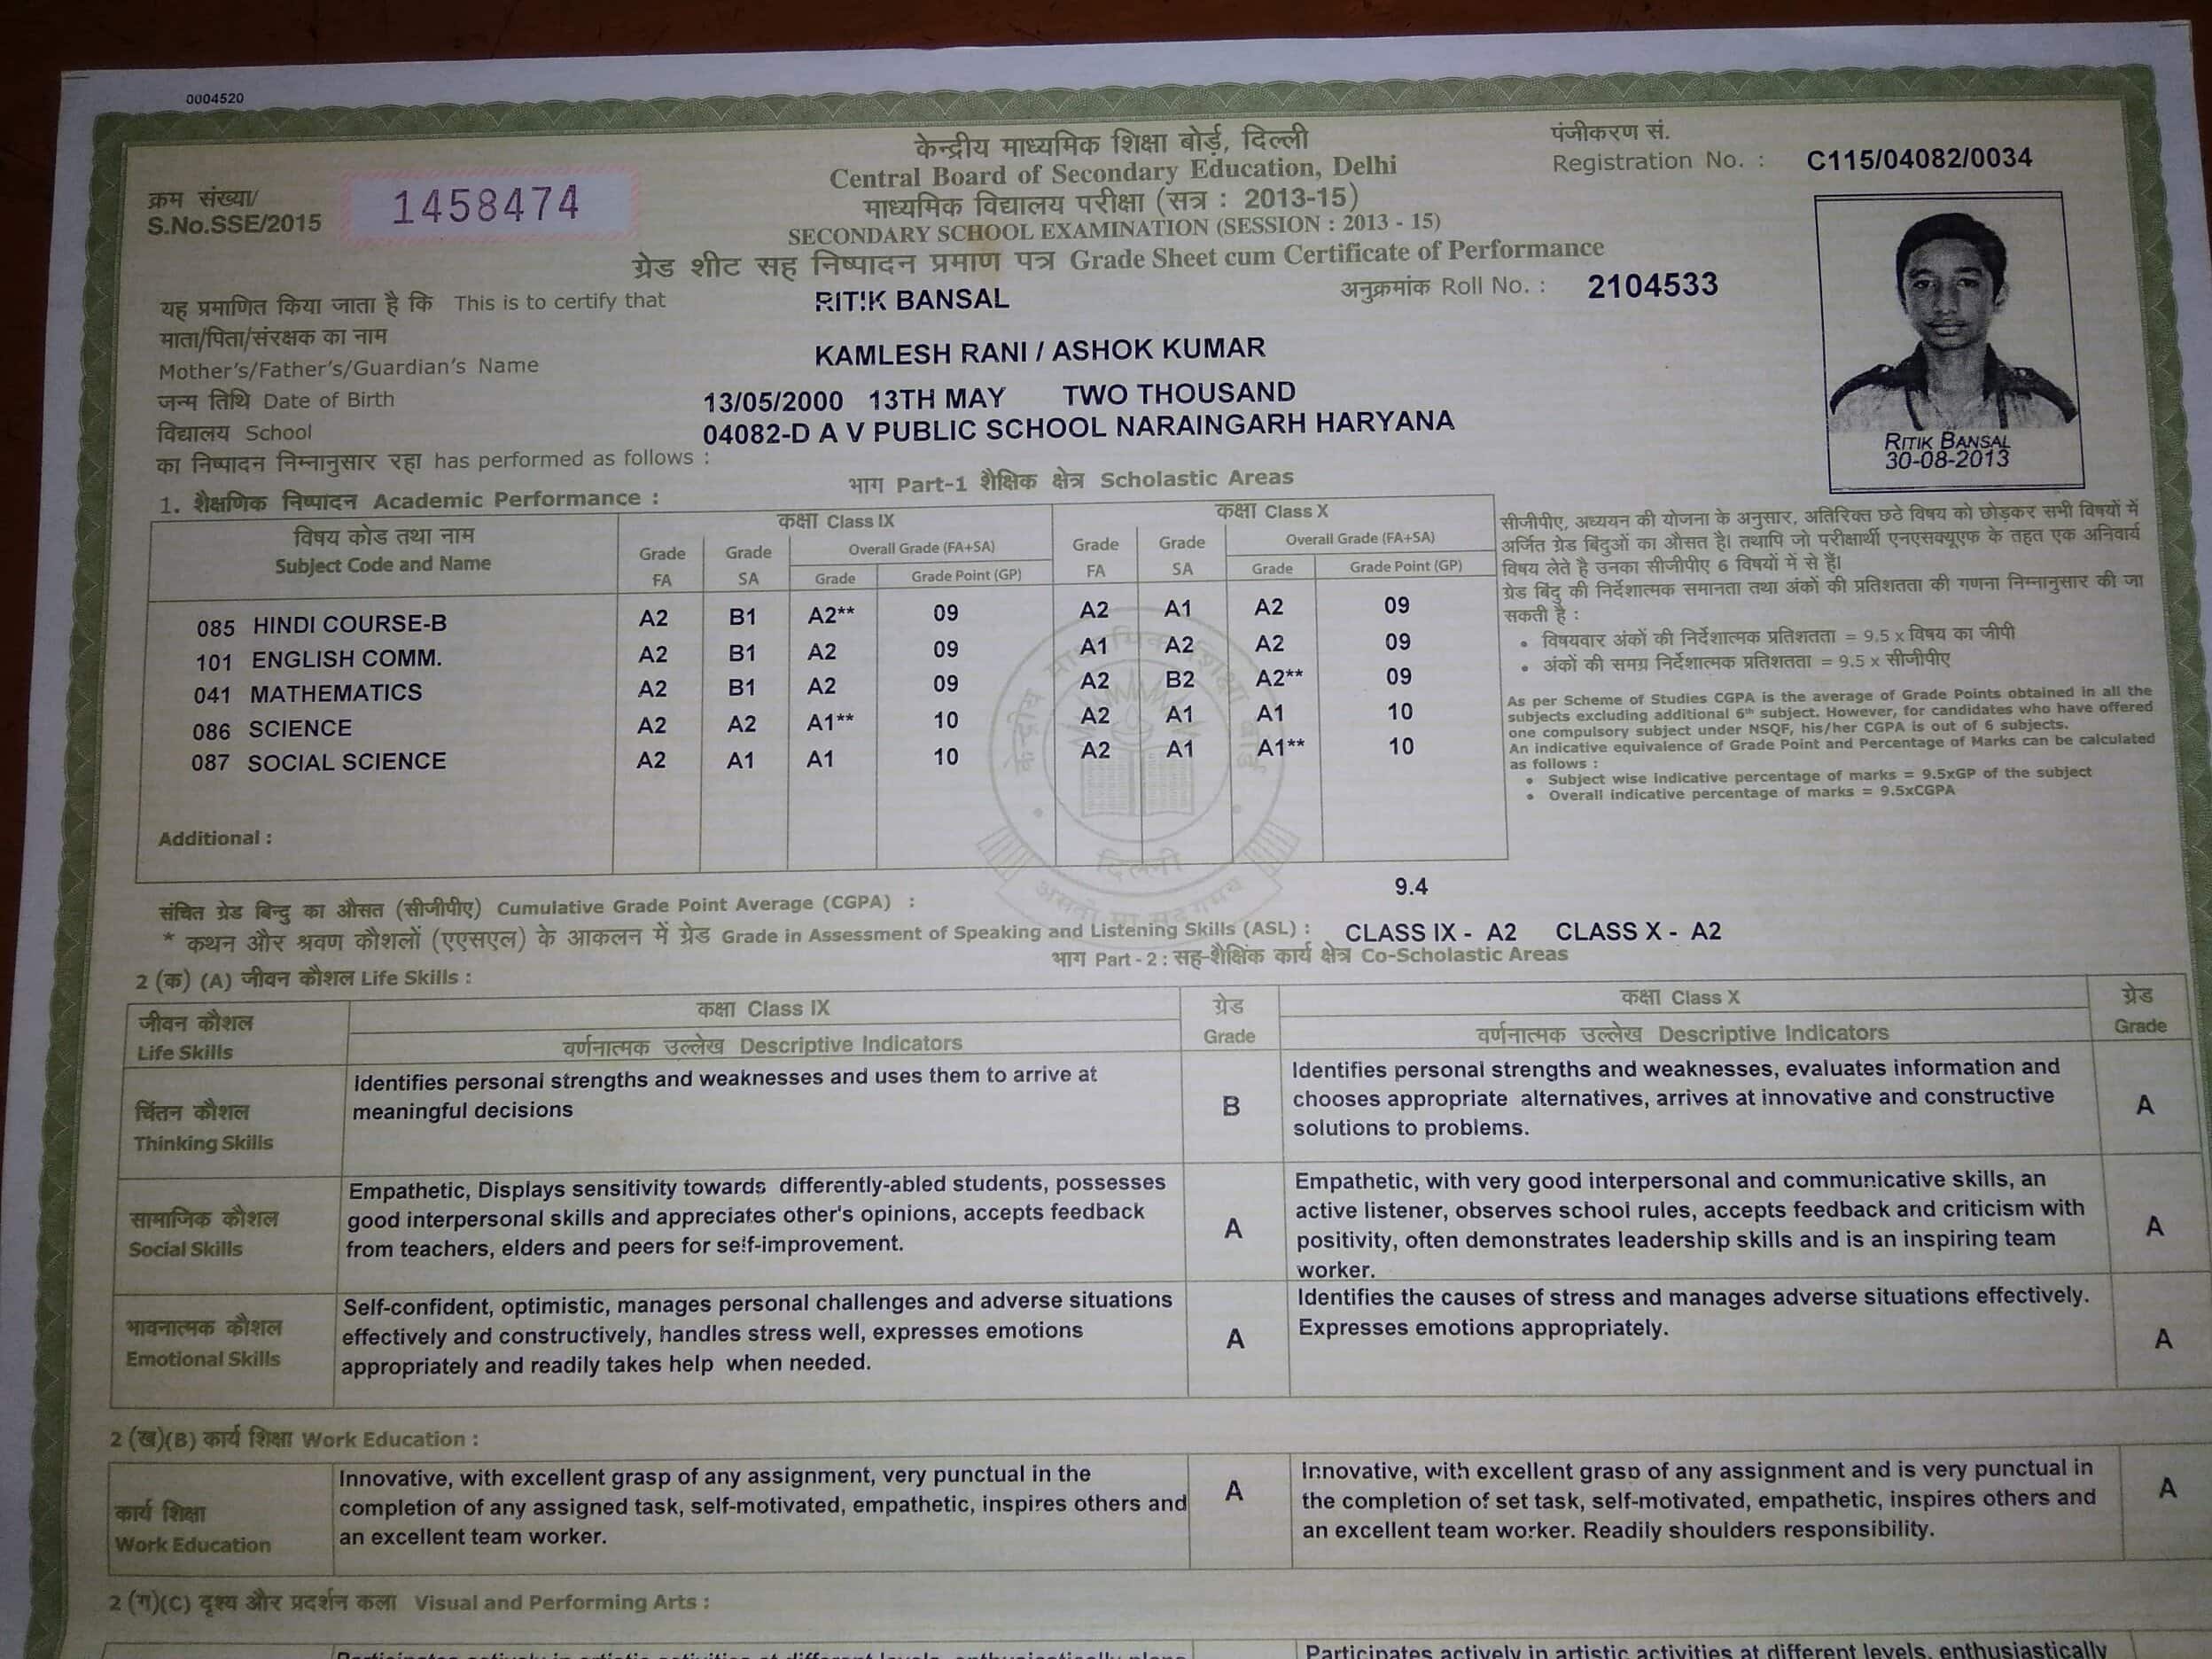 0004520
केन्द्रीय माध्यमिक शिक्षा बोर्ड, दिल्ली
Central Board of Secondary Education, Delhi
माध्यमिक विद्यालय परीक्षा (सत्र : 2013-15)
SECONDARY SCHOOL EXAMINATION (SESSION : 2013 - 15)
ग्रेड शीट सह निष्पादन प्रमाण पत्र Grade Sheet cum Certificate of Performance
पंजीकरण सं.
Registration No. : C115/04082/0034
क्रम संख्या/
S.No.SSE/2015 1458474
अनुक्रमांक Roll No. : 2104533
यह प्रमाणित किया जाता है कि This is to certify that RITIK BANSAL
माता/पिता/संरक्षक का नाम
Mother's/Father's/Guardian's Name KAMLESH RANI / ASHOK KUMAR
जन्म तिथि Date of Birth 13/05/2000 13TH MAY TWO THOUSAND
विद्यालय School 04082-D A V PUBLIC SCHOOL NARAINGARH HARYANA
का निष्पादन निम्नानुसार रहा has performed as follows :
RITIK BANSAL
30-08-2013
भाग Part-1 शैक्षिक क्षेत्र Scholastic Areas
1. शैक्षणिक निष्पादन Academic Performance :
विषय कोड तथा नाम
Subject Code and Name
कक्षा Class IX कक्षा Class X
Grade FA Grade SA Overall Grade (FA+SA) Grade FA Grade SA Overall Grade (FA+SA)
Grade Grade Point (GP) Grade Grade Point (GP)
085 HINDI COURSE-B A2 B1 A2** 09 A2 A1 A2 09
101 ENGLISH COMM. A2 B1 A2 09 A1 A2 A2 09
041 MATHEMATICS A2 B1 A2 09 A2 B2 A2** 09
086 SCIENCE A2 A2 A1** 10 A2 A1 A1 10
087 SOCIAL SCIENCE A2 A1 A1 10 A2 A1 A1** 10
Additional :
सीजीपीए, अध्ययन की योजना के अनुसार, अतिरिक्त छठे विषय को छोड़कर सभी विषयों में
अर्जित ग्रेड बिंदुओं का औसत है। तथापि जो परीक्षार्थी एनएसक्यूएफ के तहत एक अनिवार्य
विषय लेते है उनका सीजीपीए 6 विषयों में से हैं।
ग्रेड बिंदु की निर्देशात्मक समानता तथा अंकों की प्रतिशतता की गणना निम्नानुसार की जा
सकती है :
• विषयवार अंकों की निर्देशात्मक प्रतिशतता = 9.5 x विषय का जीपी
• अंकों की समग्र निर्देशात्मक प्रतिशतता = 9.5 x सीजीपीए
As per Scheme of Studies CGPA is the average of Grade Points obtained in all the
subjects excluding additional 6th subject. However, for candidates who have offered
one compulsory subject under NSQF, his/her CGPA is out of 6 subjects.
An indicative equivalence of Grade Point and Percentage of Marks can be calculated
as follows :
• Subject wise indicative percentage of marks = 9.5xGP of the subject
• Overall indicative percentage of marks = 9.5xCGPA
संचित ग्रेड बिन्दु का औसत (सीजीपीए) Cumulative Grade Point Average (CGPA) : 9.4
* कथन और श्रवण कौशलों (एएसएल) के आकलन में ग्रेड Grade in Assessment of Speaking and Listening Skills (ASL) : CLASS IX - A2 CLASS X - A2
भाग Part - 2 : सह-शैक्षिक कार्य क्षेत्र Co-Scholastic Areas
2 (क) (A) जीवन कौशल Life Skills :
जीवन कौशल
Life Skills
कक्षा Class IX
वर्णनात्मक उल्लेख Descriptive Indicators
ग्रेड
Grade
कक्षा Class X
वर्णनात्मक उल्लेख Descriptive Indicators
ग्रेड
Grade
चिंतन कौशल
Thinking Skills
Identifies personal strengths and weaknesses and uses them to arrive at
meaningful decisions
B
Identifies personal strengths and weaknesses, evaluates information and
chooses appropriate alternatives, arrives at innovative and constructive
solutions to problems.
A
सामाजिक कौशल
Social Skills
Empathetic, Displays sensitivity towards differently-abled students, possesses
good interpersonal skills and appreciates other's opinions, accepts feedback
from teachers, elders and peers for self-improvement.
A
Empathetic, with very good interpersonal and communicative skills, an
active listener, observes school rules, accepts feedback and criticism with
positivity, often demonstrates leadership skills and is an inspiring team
worker.
A
भावनात्मक कौशल
Emotional Skills
Self-confident, optimistic, manages personal challenges and adverse situations
effectively and constructively, handles stress well, expresses emotions
appropriately and readily takes help when needed.
A
Identifies the causes of stress and manages adverse situations effectively.
Expresses emotions appropriately.
A
2 (ख)(B) कार्य शिक्षा Work Education :
कार्य शिक्षा
Work Education
Innovative, with excellent grasp of any assignment, very punctual in the
completion of any assigned task, self-motivated, empathetic, inspires others and
an excellent team worker.
A
Innovative, with excellent grasp of any assignment and is very punctual in
the completion of set task, self-motivated, empathetic, inspires others and
an excellent team worker. Readily shoulders responsibility.
A
2 (ग)(C) दृश्य और प्रदर्शन कला Visual and Performing Arts :
Participates actively in artistic activities at different levels, enthusiastically